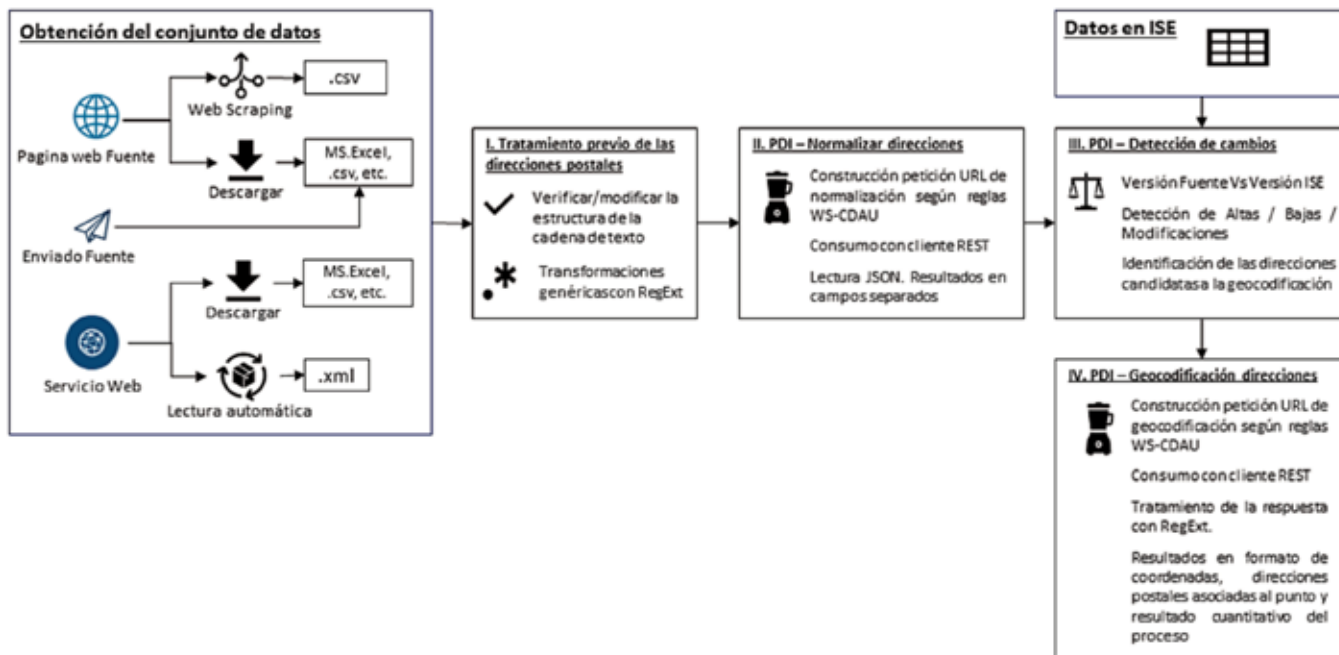 Obtención del conjunto de datos
.csv
Web Scraping
Pagina web Fuente
MS.Excel,
.csv, etc.
Descargar
Enviado Fuente
MS.Excel,
.csv, etc.
Descargar
Servicio Web
.xml
Lectura automática
I. Tratamiento previo de las
direcciones postales
Verificar/modificar la
estructura de la
cadena de texto
Transformaciones
genéricas con RegExt
II. PDI – Normalizar direcciones
Construcción petición URL de
normalización según reglas
WS-CDAU
Consumo con cliente REST
Lectura JSON. Resultados en
campos separados
Datos en ISE
III. PDI – Detección de cambios
Versión Fuente Vs Versión ISE
Detección de Altas / Bajas /
Modificaciones
Identificación de las direcciones
candidatas a la geocodificación
IV. PDI – Geocodificación direcciones
Construcción petición URL de
geocodificación según reglas
WS-CDAU
Consumo con cliente REST
Tratamiento de la respuesta
con RegExt.
Resultados en formato de
coordenadas, direcciones
postales asociadas al punto y
resultado cuantitativo del
proceso